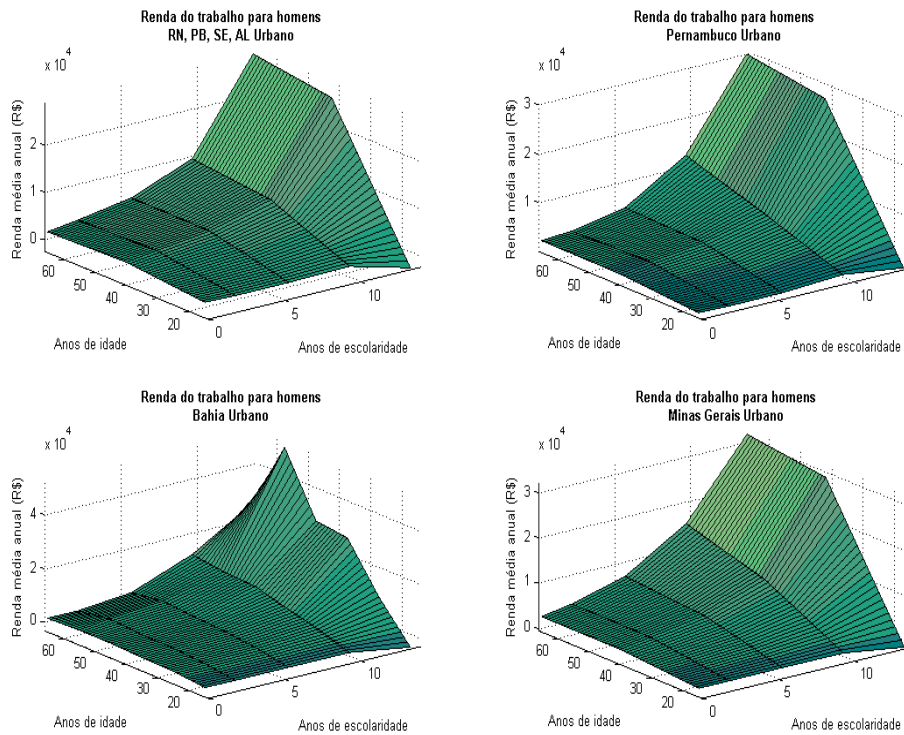 Renda do trabalho para homens
RN, PB, SE, AL Urbano
x 10^4
Renda média anual (R$)
2
1
0
60
50
40
30
20
0
5
10
Anos de idade
Anos de escolaridade
Renda do trabalho para homens
Pernambuco Urbano
x 10^4
Renda média anual (R$)
3
2
1
60
50
40
30
20
0
5
10
Anos de idade
Anos de escolaridade
Renda do trabalho para homens
Bahia Urbano
x 10^4
Renda média anual (R$)
4
2
0
60
50
40
30
20
0
5
10
Anos de idade
Anos de escolaridade
Renda do trabalho para homens
Minas Gerais Urbano
x 10^4
Renda média anual (R$)
3
2
1
0
60
50
40
30
20
0
5
10
Anos de idade
Anos de escolaridade